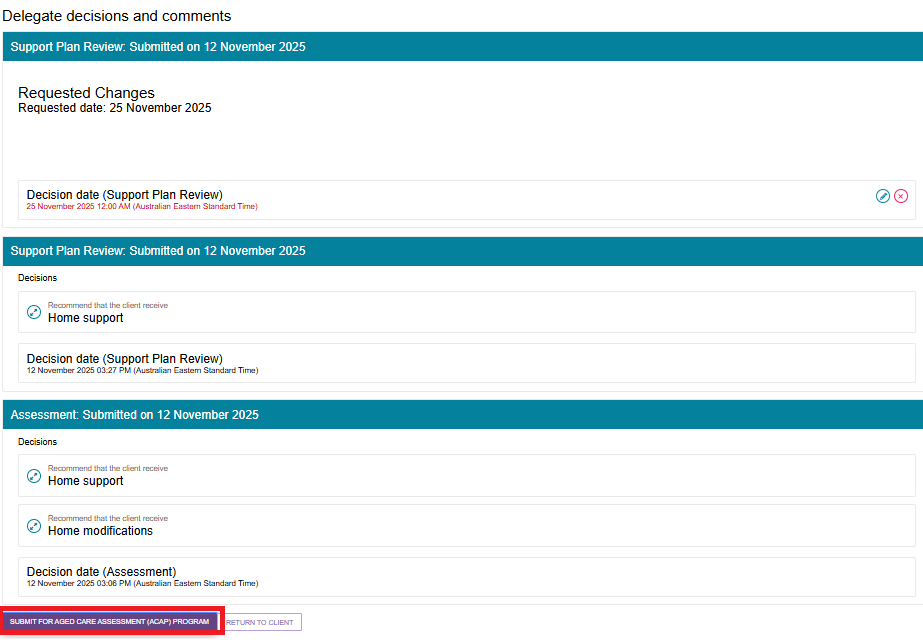 Delegate decisions and comments
Support Plan Review: Submitted on 12 November 2025
Requested Changes
Requested date: 25 November 2025
Decision date (Support Plan Review)
25 November 2025 12:00 AM (Australian Eastern Standard Time)
Support Plan Review: Submitted on 12 November 2025
Decisions
Recommend that the client receive
Home support
Decision date (Support Plan Review)
12 November 2025 03:27 PM (Australian Eastern Standard Time)
Assessment: Submitted on 12 November 2025
Decisions
Recommend that the client receive
Home support
Recommend that the client receive
Home modifications
Decision date (Assessment)
12 November 2025 03:06 PM (Australian Eastern Standard Time)
SUBMIT FOR AGED CARE ASSESSMENT (ACAP) PROGRAM RETURN TO CLIENT